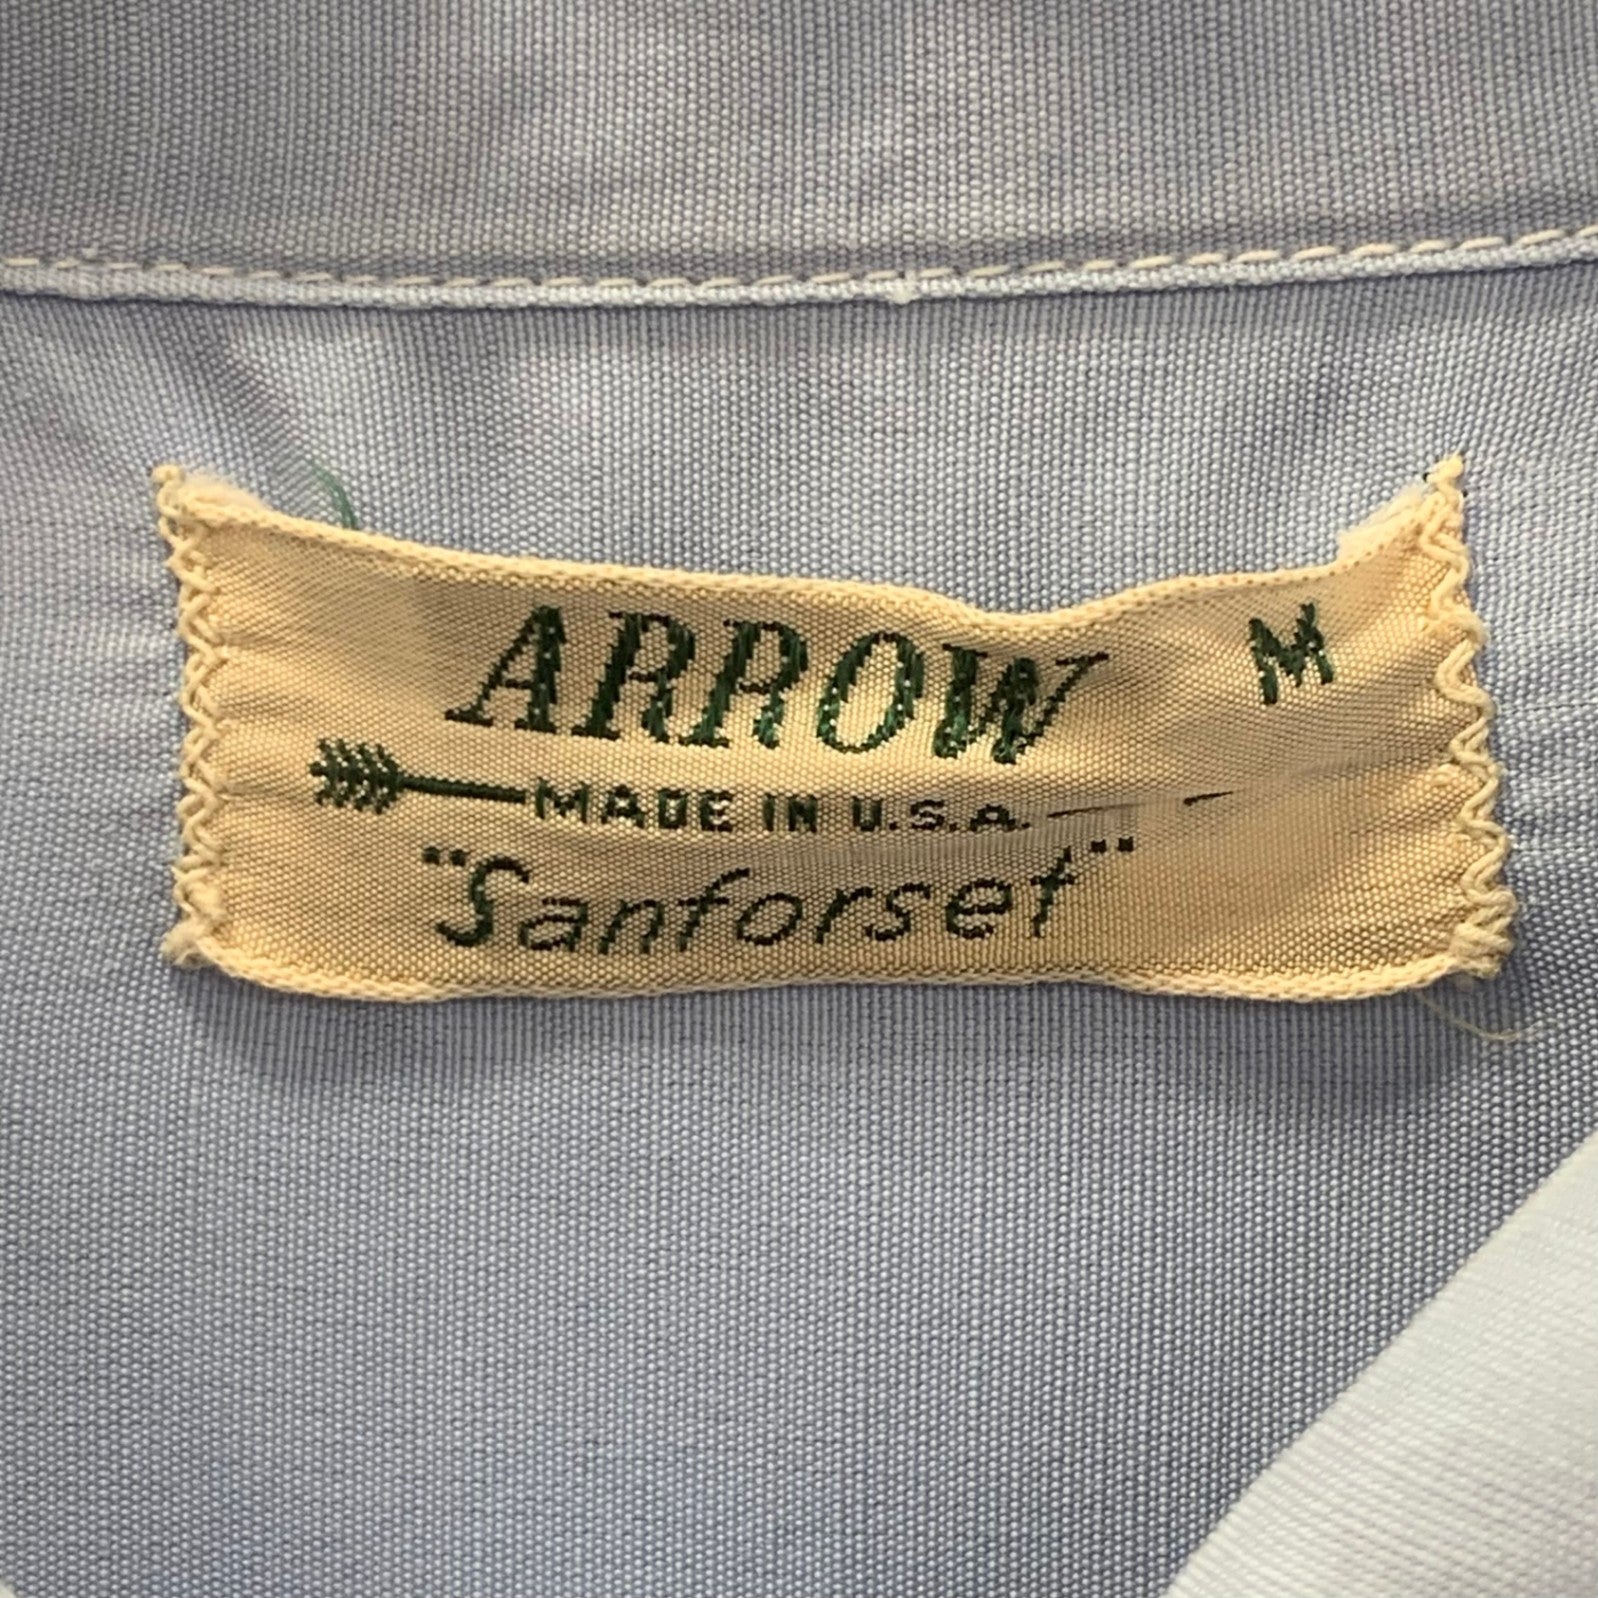 ARROW M
MADE IN U.S.A.
"Sanforset"